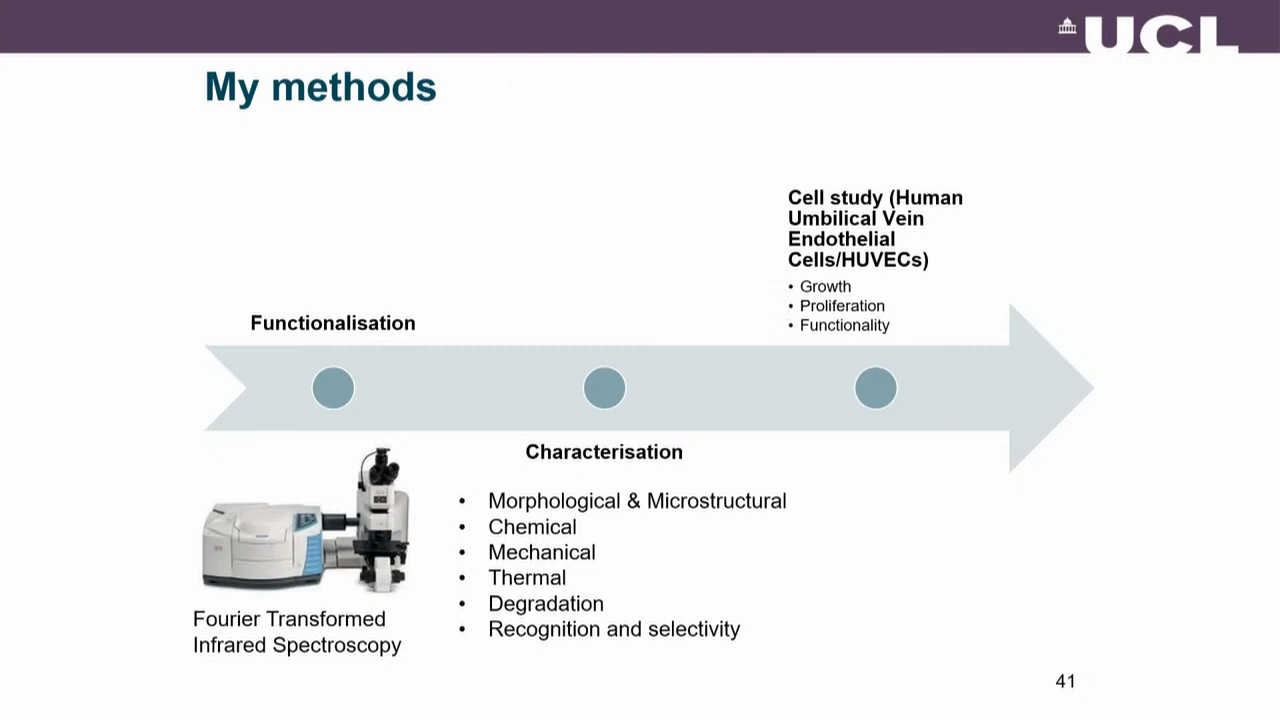 UCL
My methods
Cell study (Human
Umbilical Vein
Endothelial
Cells/HUVECs)
• Growth
• Proliferation
• Functionality
Functionalisation
Characterisation
• Morphological & Microstructural
• Chemical
• Mechanical
• Thermal
• Degradation
• Recognition and selectivity
Fourier Transformed
Infrared Spectroscopy
41